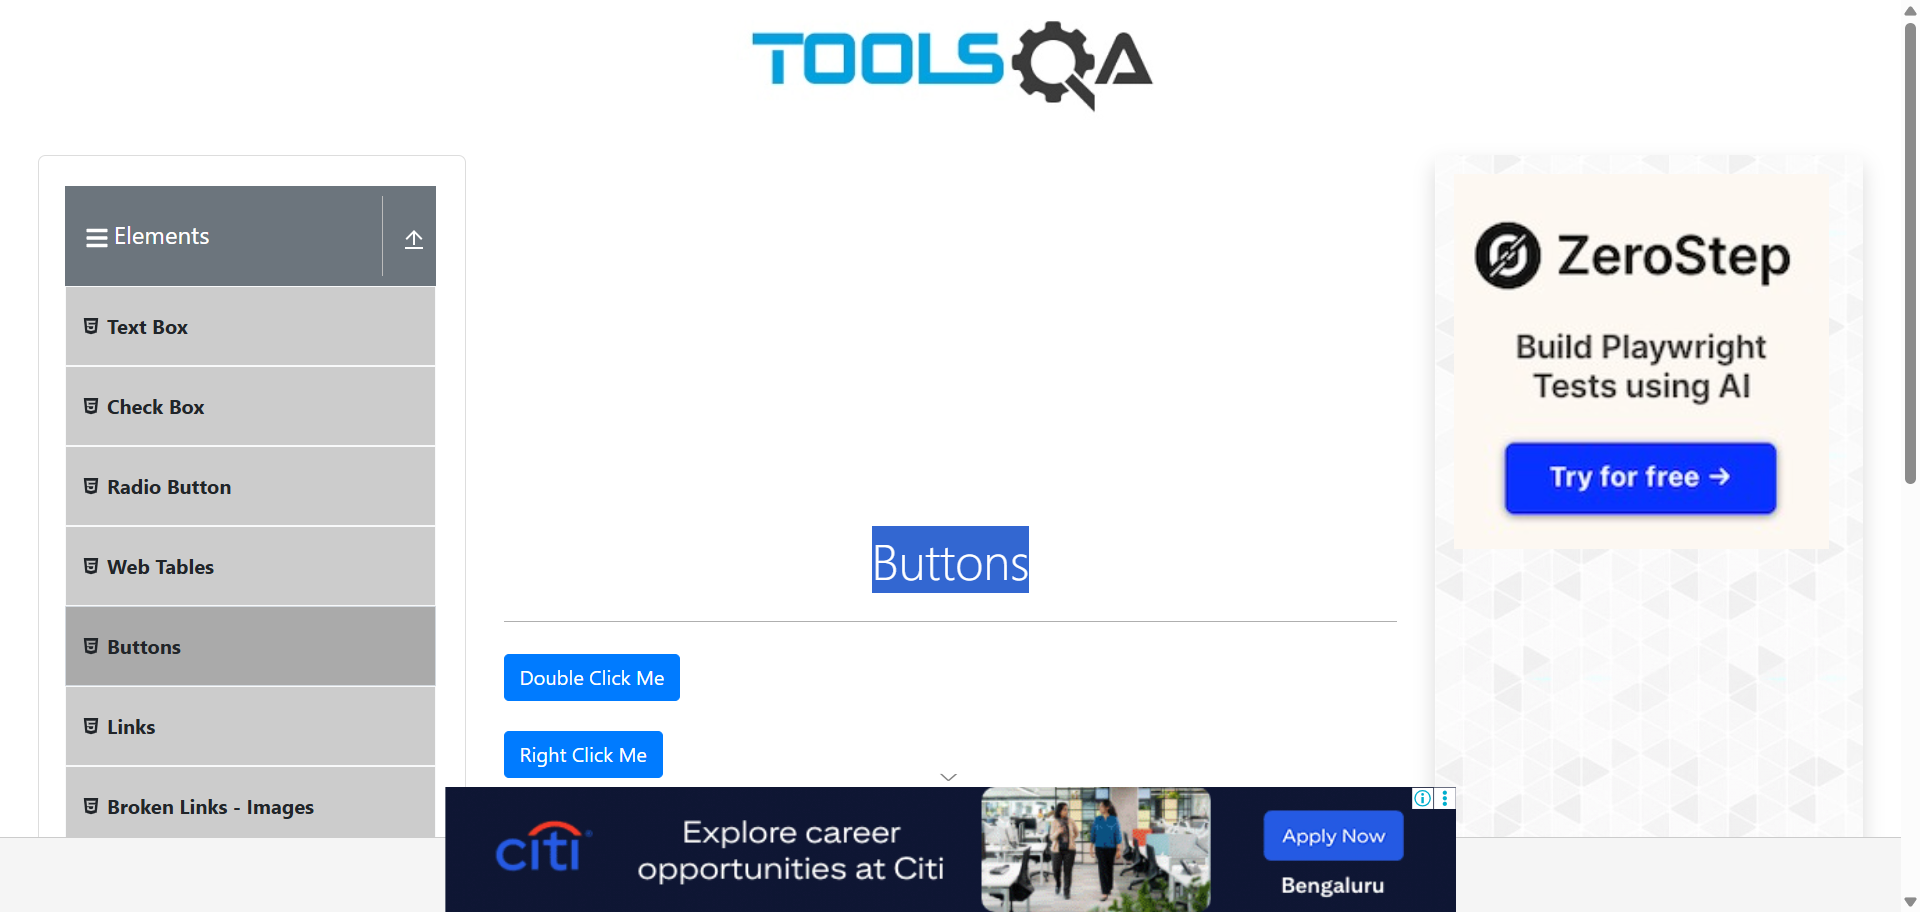 TOOLSQA
Elements
Text Box
Check Box
Radio Button
Web Tables
Buttons
Links
Broken Links - Images
Buttons
Double Click Me
Right Click Me
ZeroStep
Build Playwright
Tests using AI
Try for free →
citi
Explore career
opportunities at Citi
Apply Now
Bengaluru